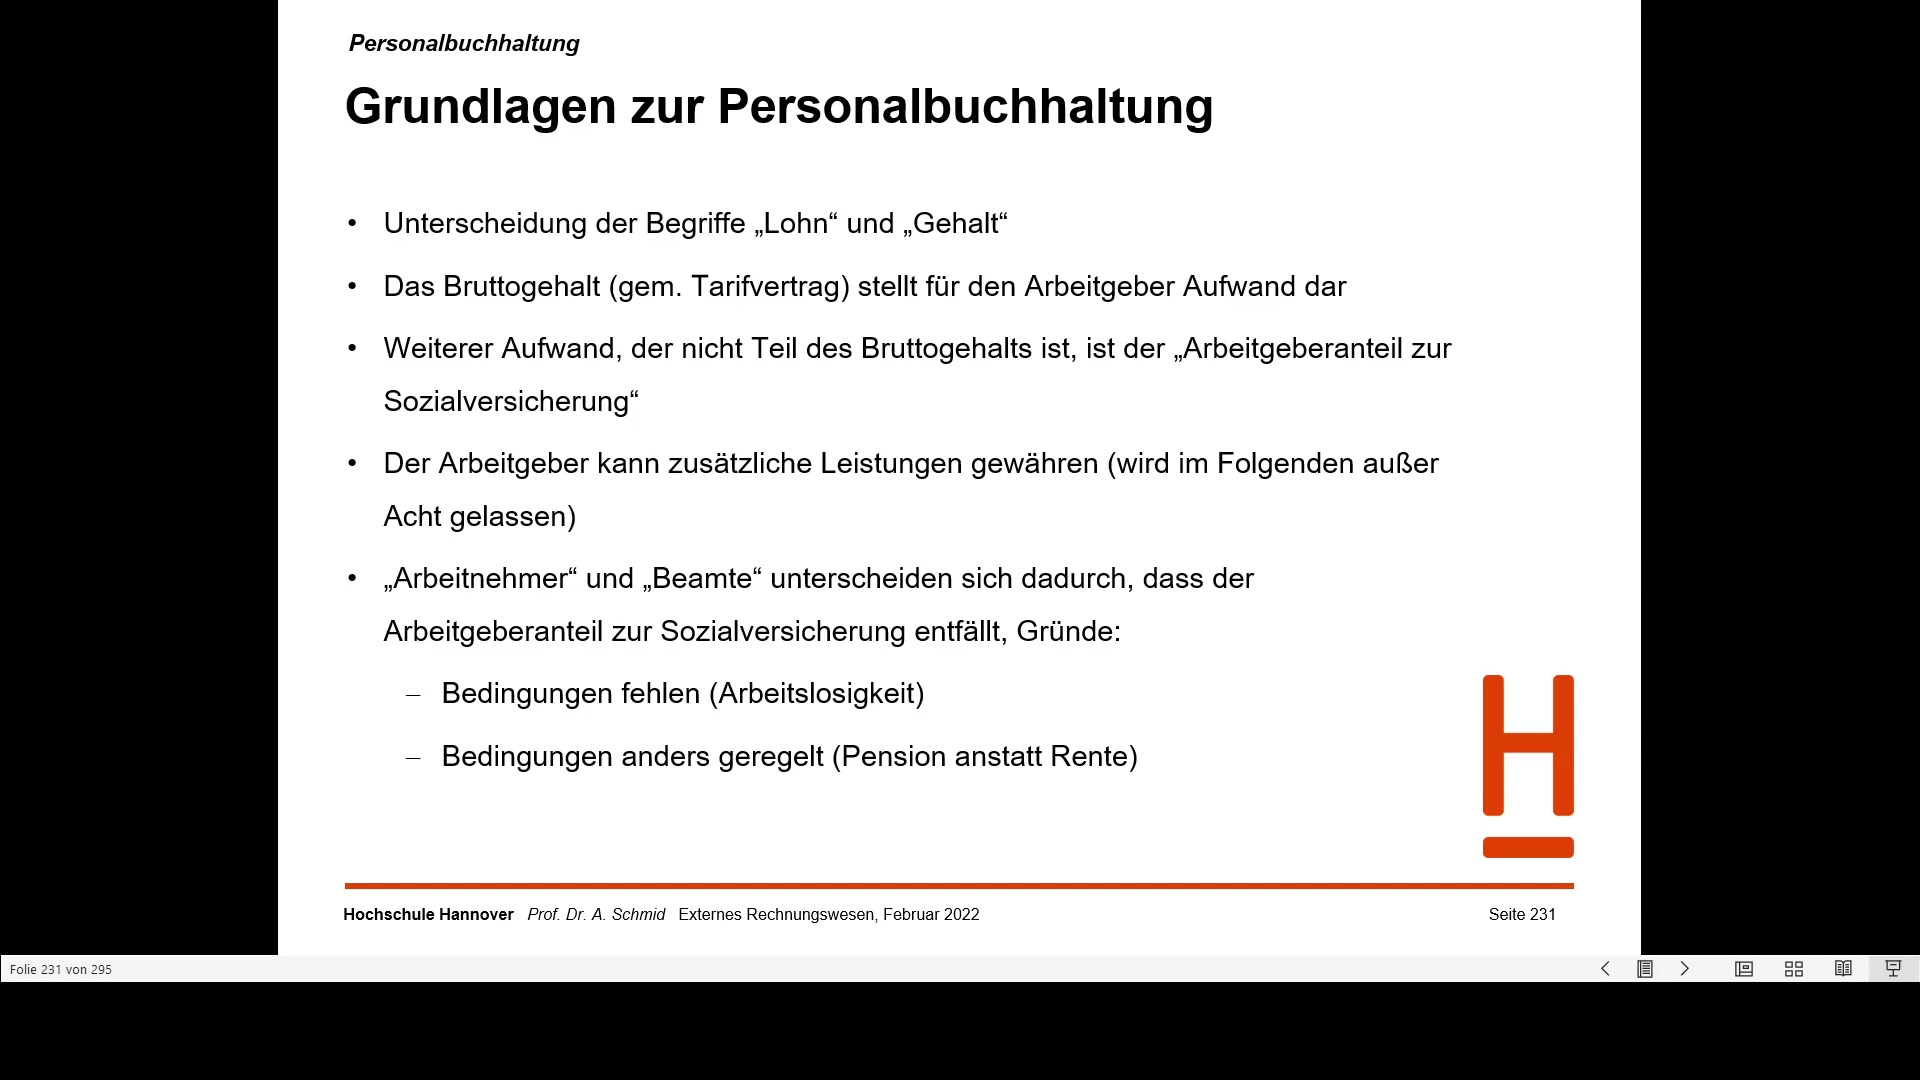 Personalbuchhaltung
Grundlagen zur Personalbuchhaltung
• Unterscheidung der Begriffe „Lohn“ und „Gehalt“
• Das Bruttogehalt (gem. Tarifvertrag) stellt für den Arbeitgeber Aufwand dar
• Weiterer Aufwand, der nicht Teil des Bruttogehalts ist, ist der „Arbeitgeberanteil zur
Sozialversicherung“
• Der Arbeitgeber kann zusätzliche Leistungen gewähren (wird im Folgenden außer
Acht gelassen)
• „Arbeitnehmer“ und „Beamte“ unterscheiden sich dadurch, dass der
Arbeitgeberanteil zur Sozialversicherung entfällt, Gründe:
– Bedingungen fehlen (Arbeitslosigkeit)
– Bedingungen anders geregelt (Pension anstatt Rente)
H
Hochschule Hannover Prof. Dr. A. Schmid Externes Rechnungswesen, Februar 2022 Seite 231
Folie 231 von 295